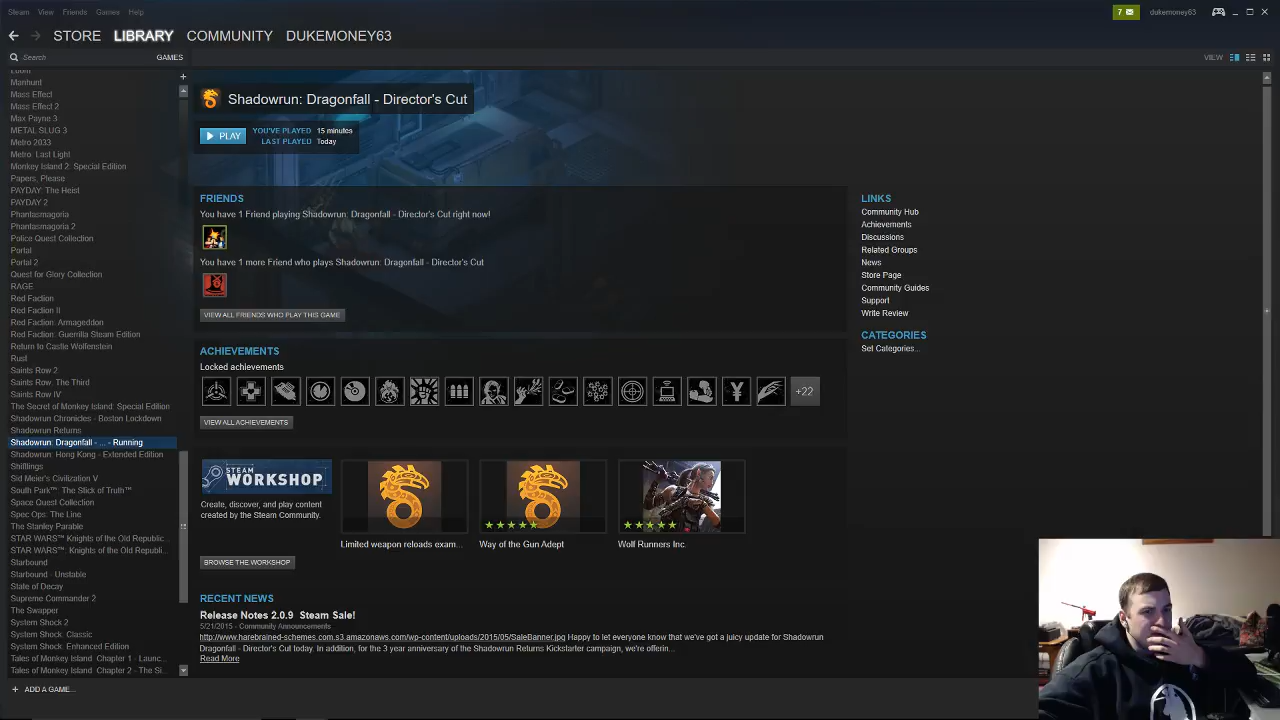 Steam View Friends Games Help
7 dukemoney63
STORE LIBRARY COMMUNITY DUKEMONEY63
Search GAMES
VIEW
Manhunt
Mass Effect
Mass Effect 2
Max Payne 3
METAL SLUG 3
Metro 2033
Metro: Last Light
Monkey Island 2: Special Edition
Papers, Please
PAYDAY: The Heist
PAYDAY 2
Phantasmagoria
Phantasmagoria 2
Police Quest Collection
Portal
Portal 2
Quest for Glory Collection
RAGE
Red Faction
Red Faction II
Red Faction: Armageddon
Red Faction: Guerrilla Steam Edition
Return to Castle Wolfenstein
Rust
Saints Row 2
Saints Row: The Third
Saints Row IV
The Secret of Monkey Island: Special Edition
Shadowrun Chronicles - Boston Lockdown
Shadowrun Returns
Shadowrun: Dragonfall - ... - Running
Shadowrun: Hong Kong - Extended Edition
Shiftlings
Sid Meier's Civilization V
South Park™: The Stick of Truth™
Space Quest Collection
Spec Ops: The Line
The Stanley Parable
STAR WARS™ Knights of the Old Republic...
STAR WARS™: Knights of the Old Republi...
Starbound
Starbound - Unstable
State of Decay
Supreme Commander 2
The Swapper
System Shock 2
System Shock: Classic
System Shock: Enhanced Edition
Tales of Monkey Island: Chapter 1 - Launc...
Tales of Monkey Island: Chapter 2 - The Si...
+ ADD A GAME...
Shadowrun: Dragonfall - Director's Cut
PLAY
YOU'VE PLAYED 15 minutes
LAST PLAYED Today
FRIENDS
You have 1 Friend playing Shadowrun: Dragonfall - Director's Cut right now!
You have 1 more Friend who plays Shadowrun: Dragonfall - Director's Cut
VIEW ALL FRIENDS WHO PLAY THIS GAME
ACHIEVEMENTS
Locked achievements
+22
VIEW ALL ACHIEVEMENTS
STEAM WORKSHOP
Create, discover, and play content
created by the Steam Community.
BROWSE THE WORKSHOP
Limited weapon reloads exam...
Way of the Gun Adept
Wolf Runners Inc.
RECENT NEWS
Release Notes 2.0.9 Steam Sale!
5/21/2015 - Community Announcements
http://www.harebrained-schemes.com.s3.amazonaws.com/wp-content/uploads/2015/05/SaleBanner.jpg Happy to let everyone know that we've got a juicy update for Shadowrun
Dragonfall - Director's Cut today. In addition, for the 3 year anniversary of the Shadowrun Returns Kickstarter campaign, we're offerin...
Read More
LINKS
Community Hub
Achievements
Discussions
Related Groups
News
Store Page
Community Guides
Support
Write Review
CATEGORIES
Set Categories...